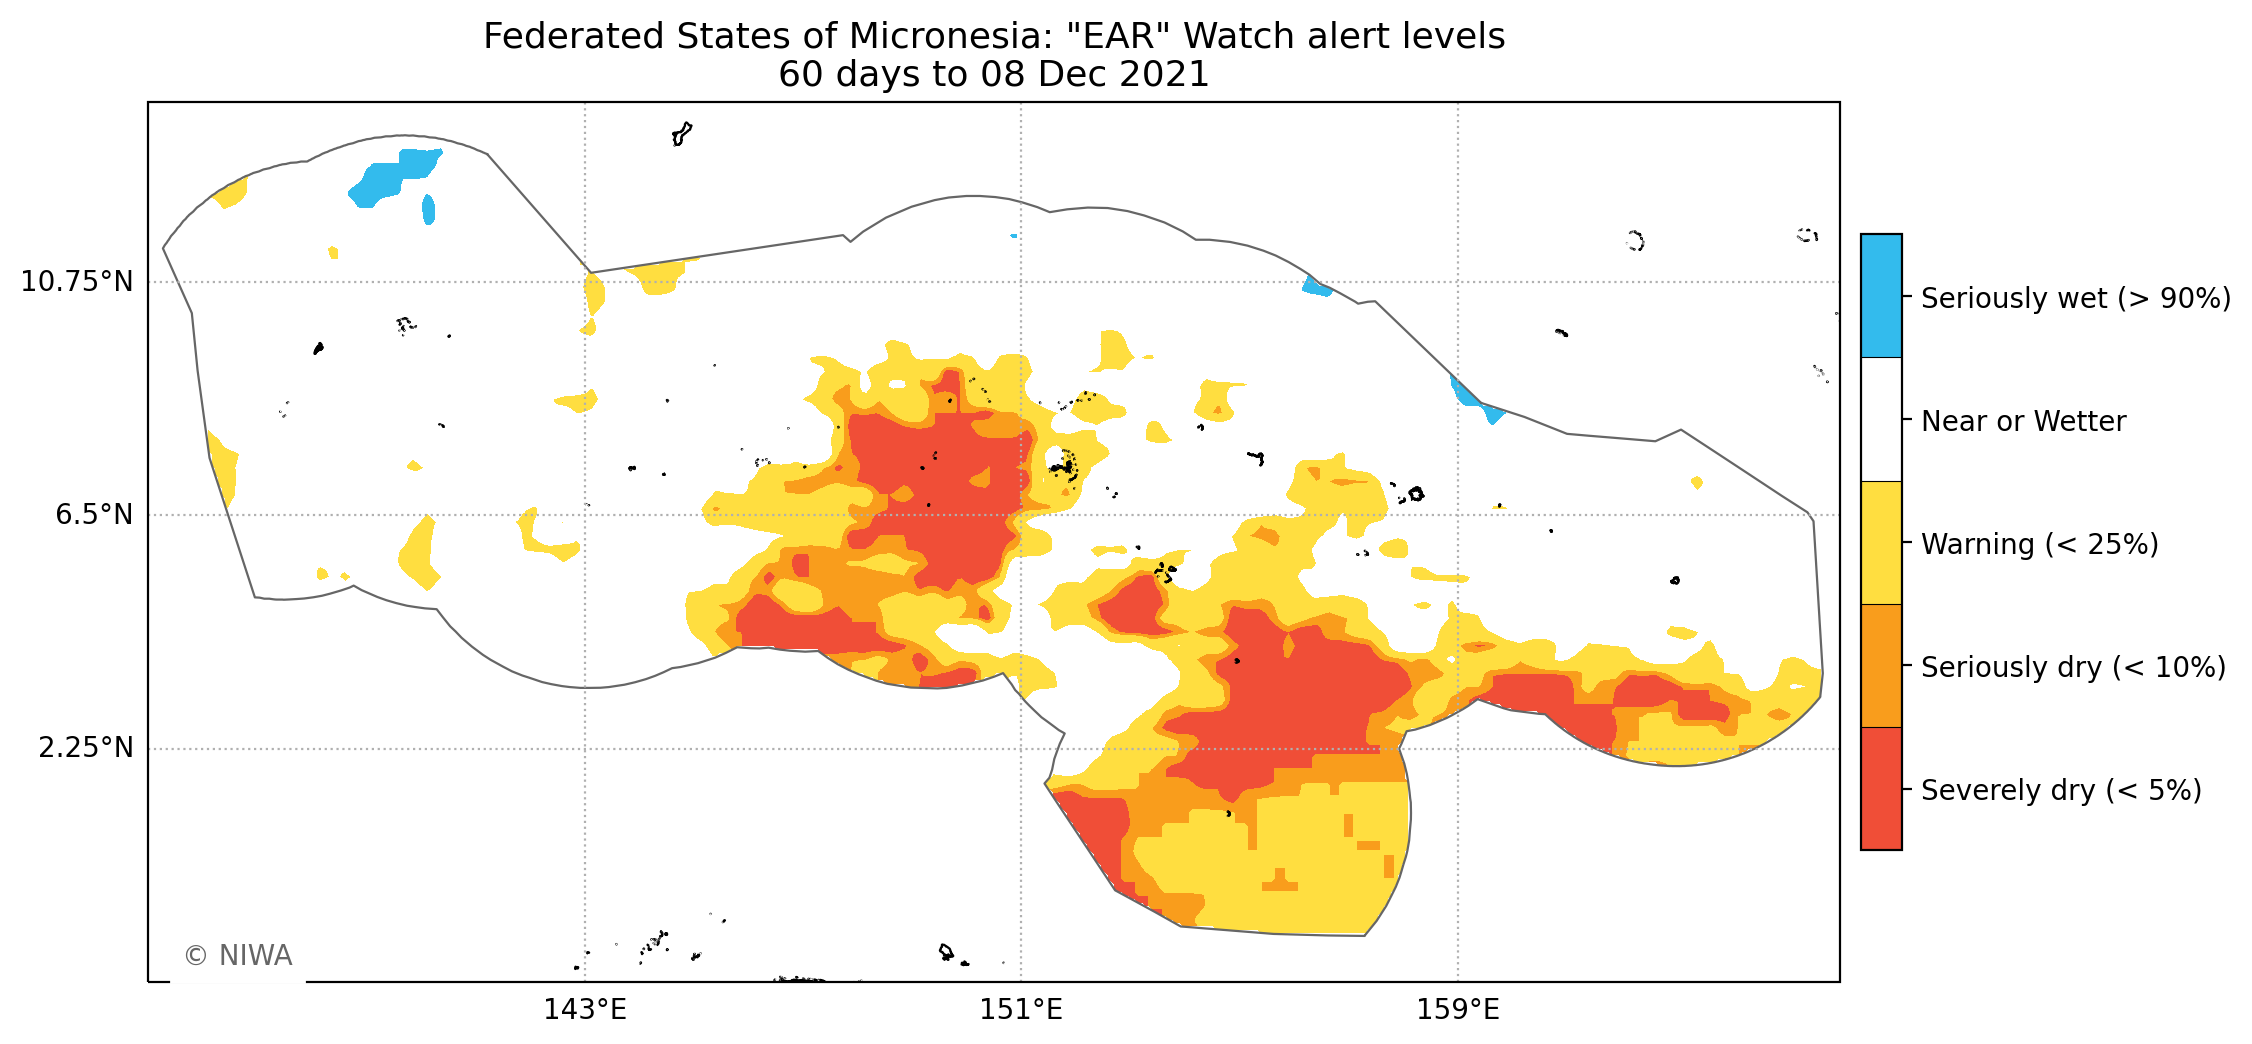 Federated States of Micronesia: "EAR" Watch alert levels
60 days to 08 Dec 2021
10.75°N
6.5°N
2.25°N
143°E
151°E
159°E
© NIWA
Seriously wet (> 90%)
Near or Wetter
Warning (< 25%)
Seriously dry (< 10%)
Severely dry (< 5%)